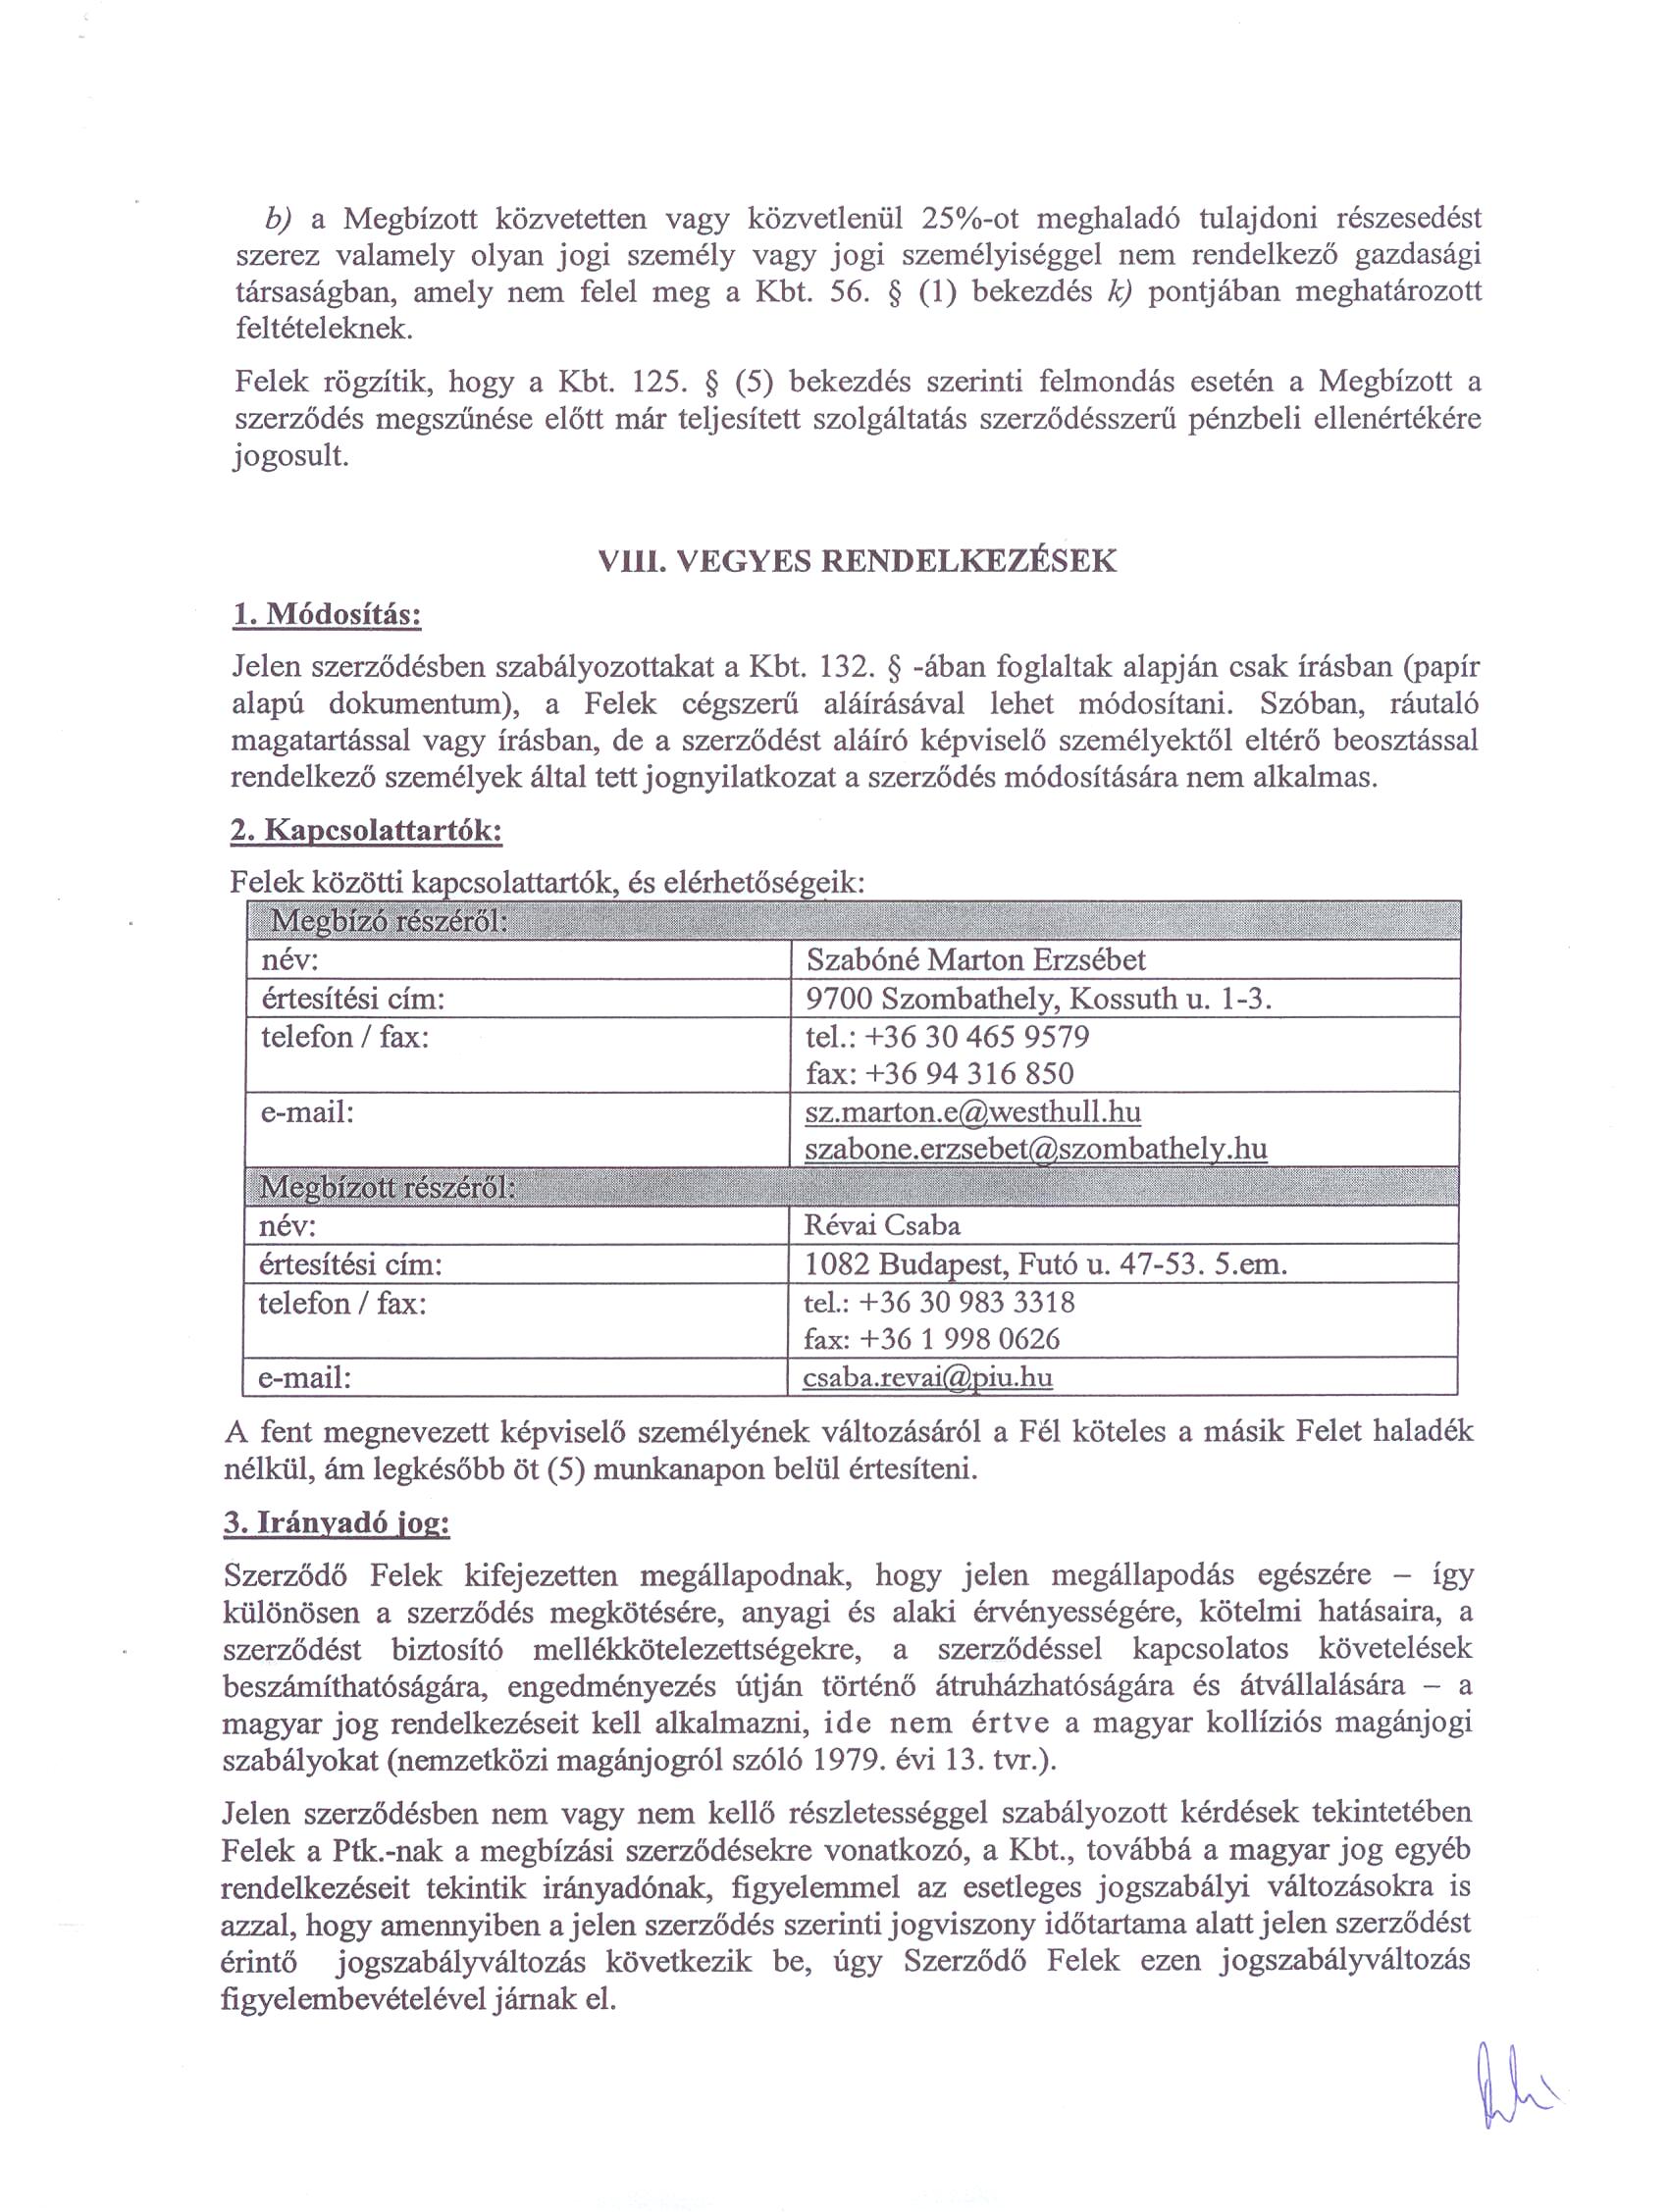 b) a Megbízott közvetetten vagy közvetlenül 25%-ot meghaladó tulajdoni részesedést
szerez valamely olyan jogi személy vagy jogi személyiséggel nem rendelkező gazdasági
társaságban, amely nem felel meg a Kbt. 56. § (1) bekezdés k) pontjában meghatározott
feltételeknek.
Felek rögzítik, hogy a Kbt. 125. § (5) bekezdés szerinti felmondás esetén a Megbízott a
szerződés megszűnése előtt már teljesített szolgáltatás szerződésszerű pénzbeli ellenértékére
jogosult.
VIII. VEGYES RENDELKEZÉSEK
1. Módosítás:
Jelen szerződésben szabályozottakat a Kbt. 132. § -ában foglaltak alapján csak írásban (papír
alapú dokumentum), a Felek cégszerű aláírásával lehet módosítani. Szóban, ráutaló
magatartással vagy írásban, de a szerződést aláíró képviselő személyektől eltérő beosztással
rendelkező személyek által tett jognyilatkozat a szerződés módosítására nem alkalmas.
2. Kapcsolattartók:
Felek közötti kapcsolattartók, és elérhetőségeik:
Megbízó részéről:
név: Szabóné Marton Erzsébet
értesítési cím: 9700 Szombathely, Kossuth u. 1-3.
telefon / fax: tel.: +36 30 465 9579
fax: +36 94 316 850
e-mail: sz.marton.e@westhull.hu
szabone.erzsebet@szombathely.hu
Megbízott részéről:
név: Révai Csaba
értesítési cím: 1082 Budapest, Futó u. 47-53. 5.em.
telefon / fax: tel.: +36 30 983 3318
fax: +36 1 998 0626
e-mail: csaba.revai@piu.hu
A fent megnevezett képviselő személyének változásáról a Fél köteles a másik Felet haladék
nélkül, ám legkésőbb öt (5) munkanapon belül értesíteni.
3. Irányadó jog:
Szerződő Felek kifejezetten megállapodnak, hogy jelen megállapodás egészére – így
különösen a szerződés megkötésére, anyagi és alaki érvényességére, kötelmi hatásaira, a
szerződést biztosító mellékkötelezettségekre, a szerződéssel kapcsolatos követelések
beszámíthatóságára, engedményezés útján történő átruházhatóságára és átvállalására – a
magyar jog rendelkezéseit kell alkalmazni, ide nem értve a magyar kollíziós magánjogi
szabályokat (nemzetközi magánjogról szóló 1979. évi 13. tvr.).
Jelen szerződésben nem vagy nem kellő részletességgel szabályozott kérdések tekintetében
Felek a Ptk.-nak a megbízási szerződésekre vonatkozó, a Kbt., továbbá a magyar jog egyéb
rendelkezéseit tekintik irányadónak, figyelemmel az esetleges jogszabályi változásokra is
azzal, hogy amennyiben a jelen szerződés szerinti jogviszony időtartama alatt jelen szerződést
érintő jogszabályváltozás következik be, úgy Szerződő Felek ezen jogszabályváltozás
figyelembevételével járnak el.